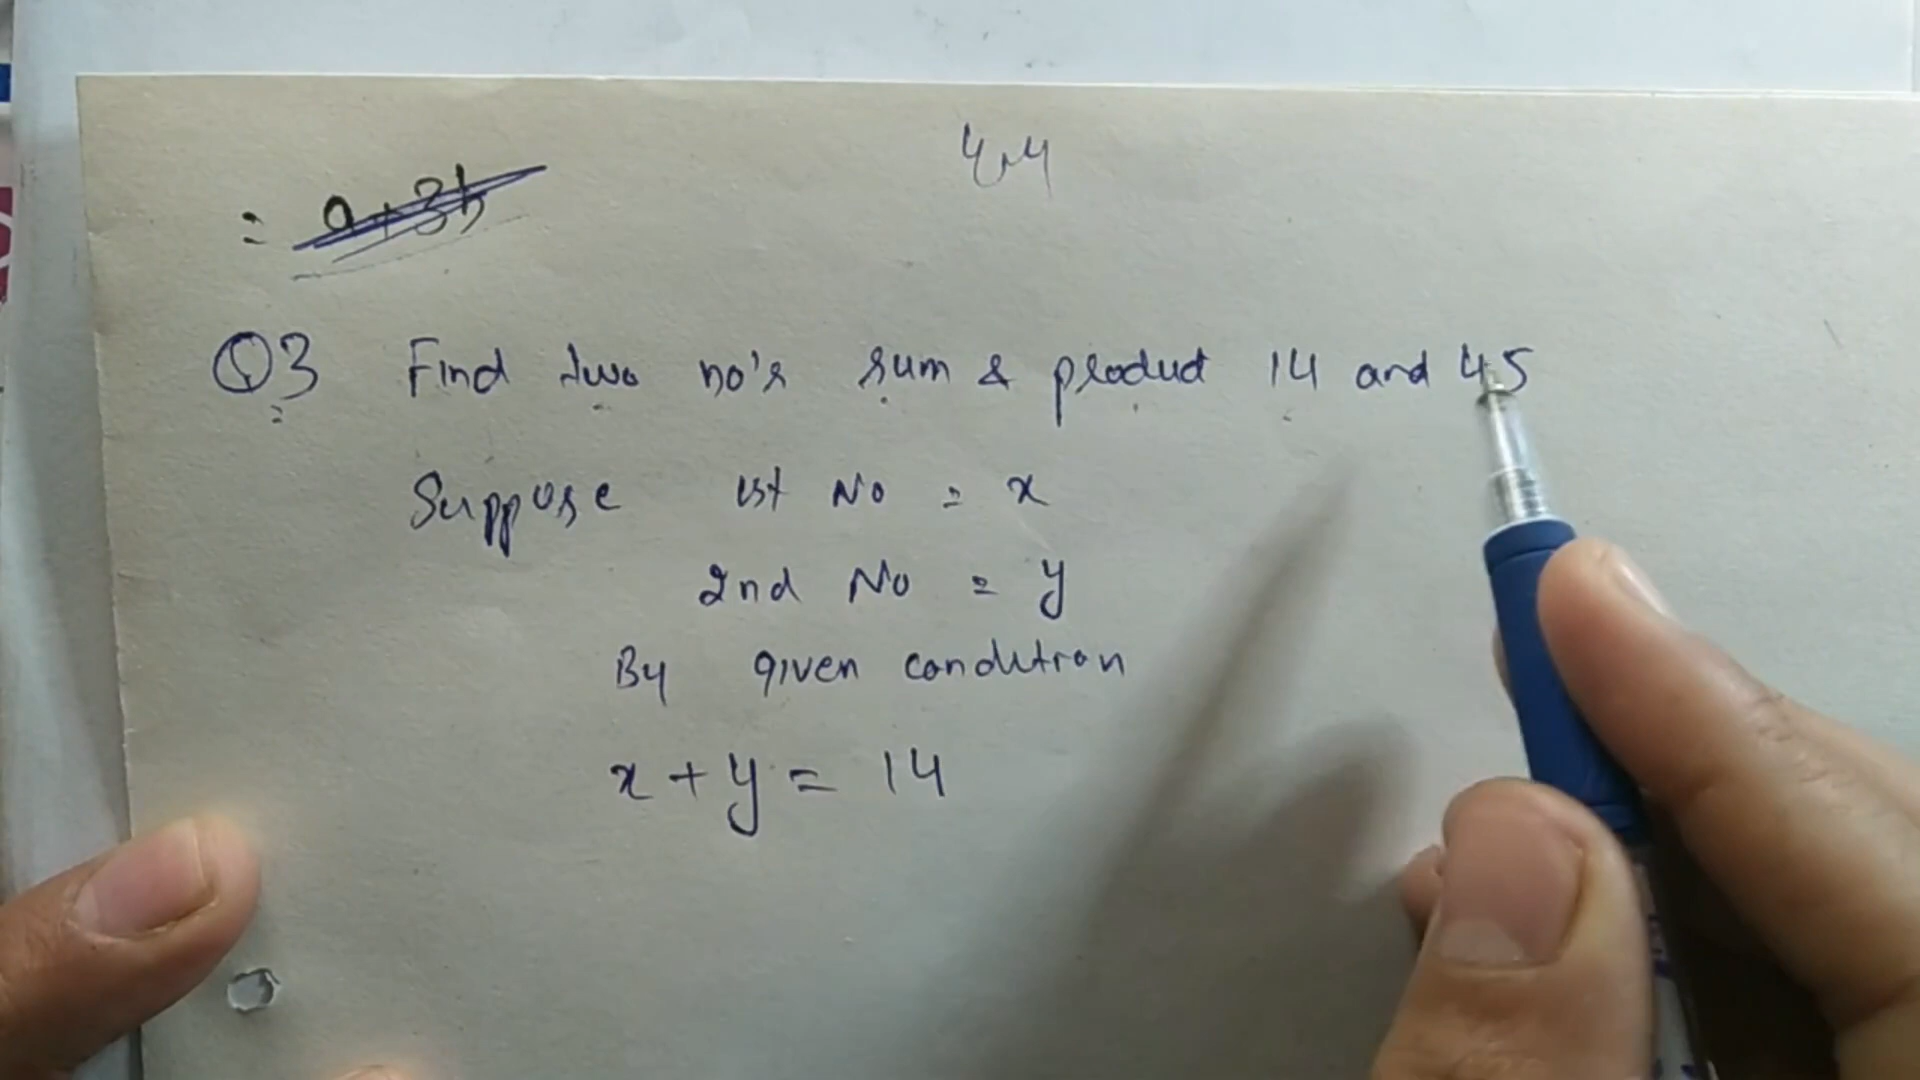 4.4
= a+3b
Q3 Find two no's sum & product 14 and 45
Suppose 1st No = x
2nd No = y
By given condition
x + y = 14